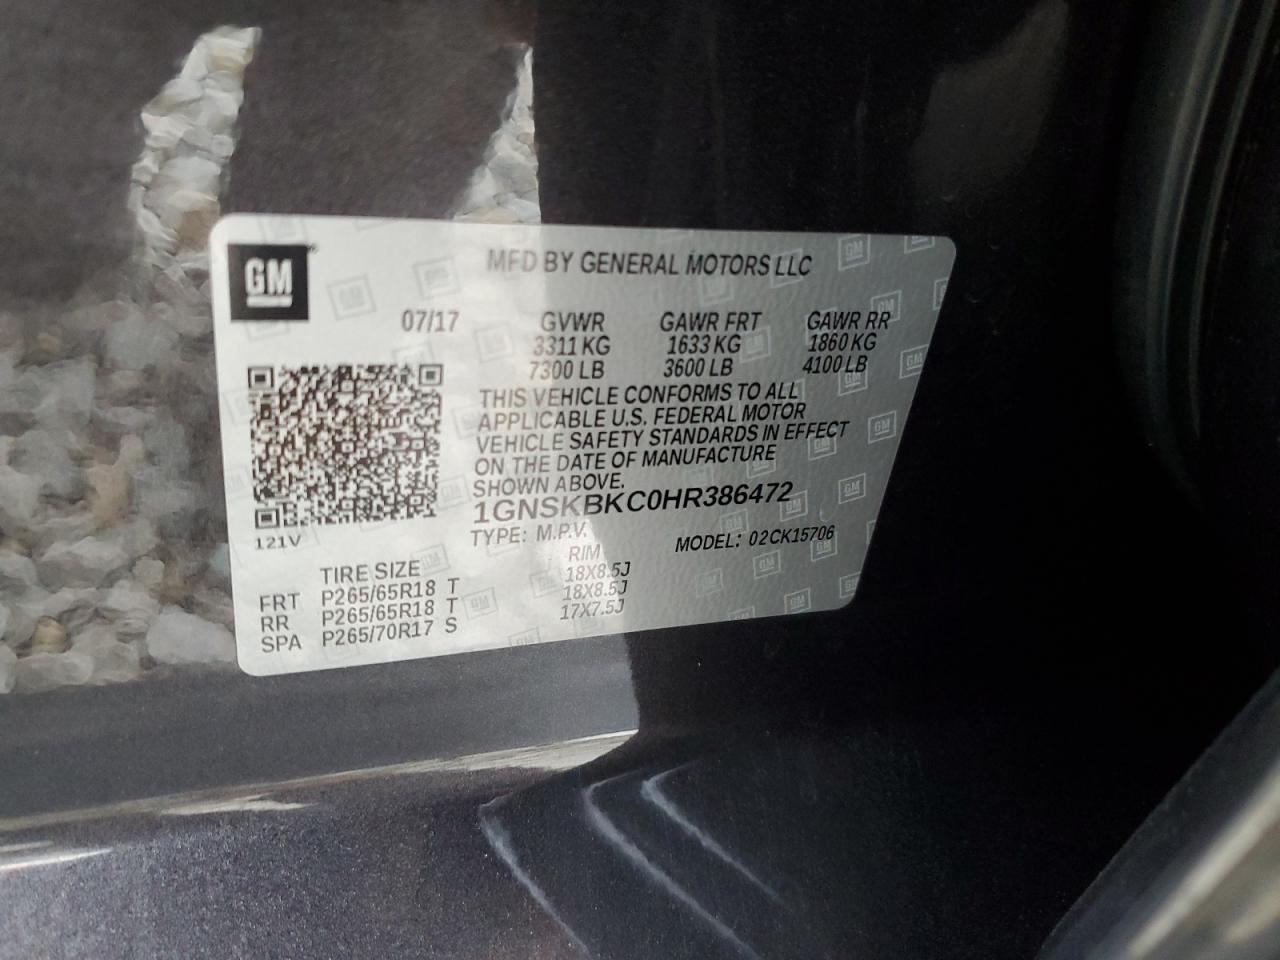 GM
MFD BY GENERAL MOTORS LLC
07/17 GVWR GAWR FRT GAWR RR
3311 KG 1633 KG 1860 KG
7300 LB 3600 LB 4100 LB
THIS VEHICLE CONFORMS TO ALL
APPLICABLE U.S. FEDERAL MOTOR
VEHICLE SAFETY STANDARDS IN EFFECT
ON THE DATE OF MANUFACTURE
SHOWN ABOVE.
1GNSKBKC0HR386472
121V
TYPE: M.P.V. MODEL: 02CK15706
TIRE SIZE RIM
FRT P265/65R18 T 18X8.5J
RR P265/65R18 T 18X8.5J
SPA P265/70R17 S 17X7.5J